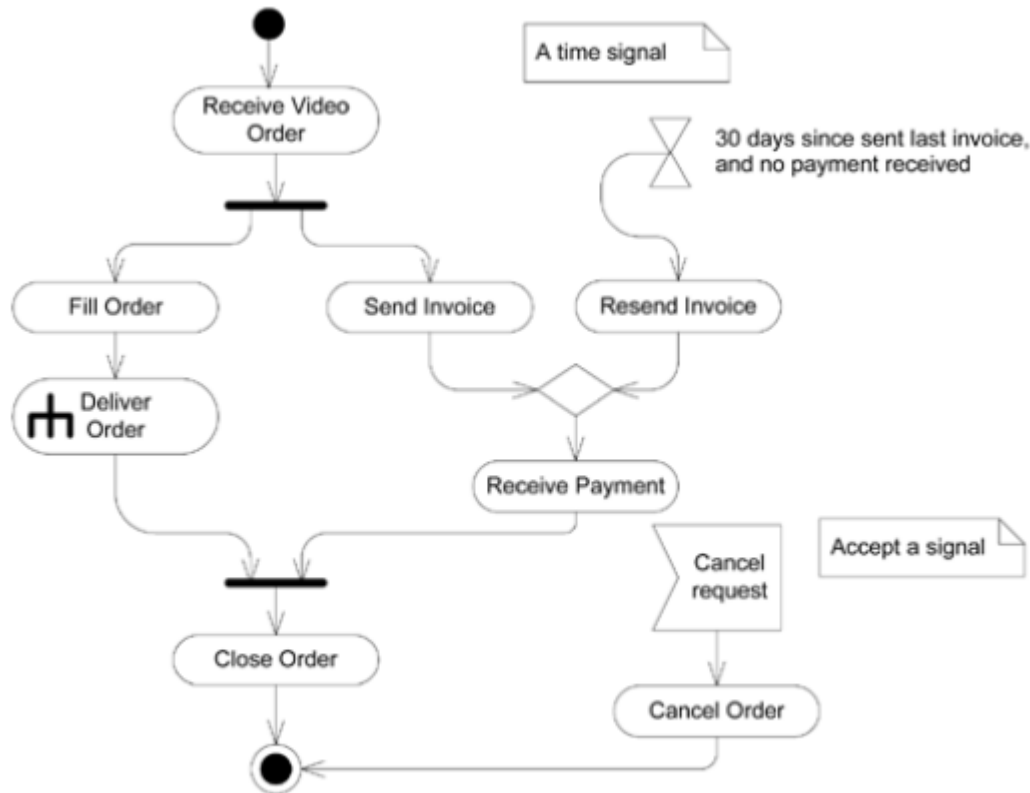 A time signal
Receive Video
Order
30 days since sent last invoice,
and no payment received
Fill Order
Send Invoice
Resend Invoice
Deliver
Order
Receive Payment
Cancel
request
Accept a signal
Close Order
Cancel Order